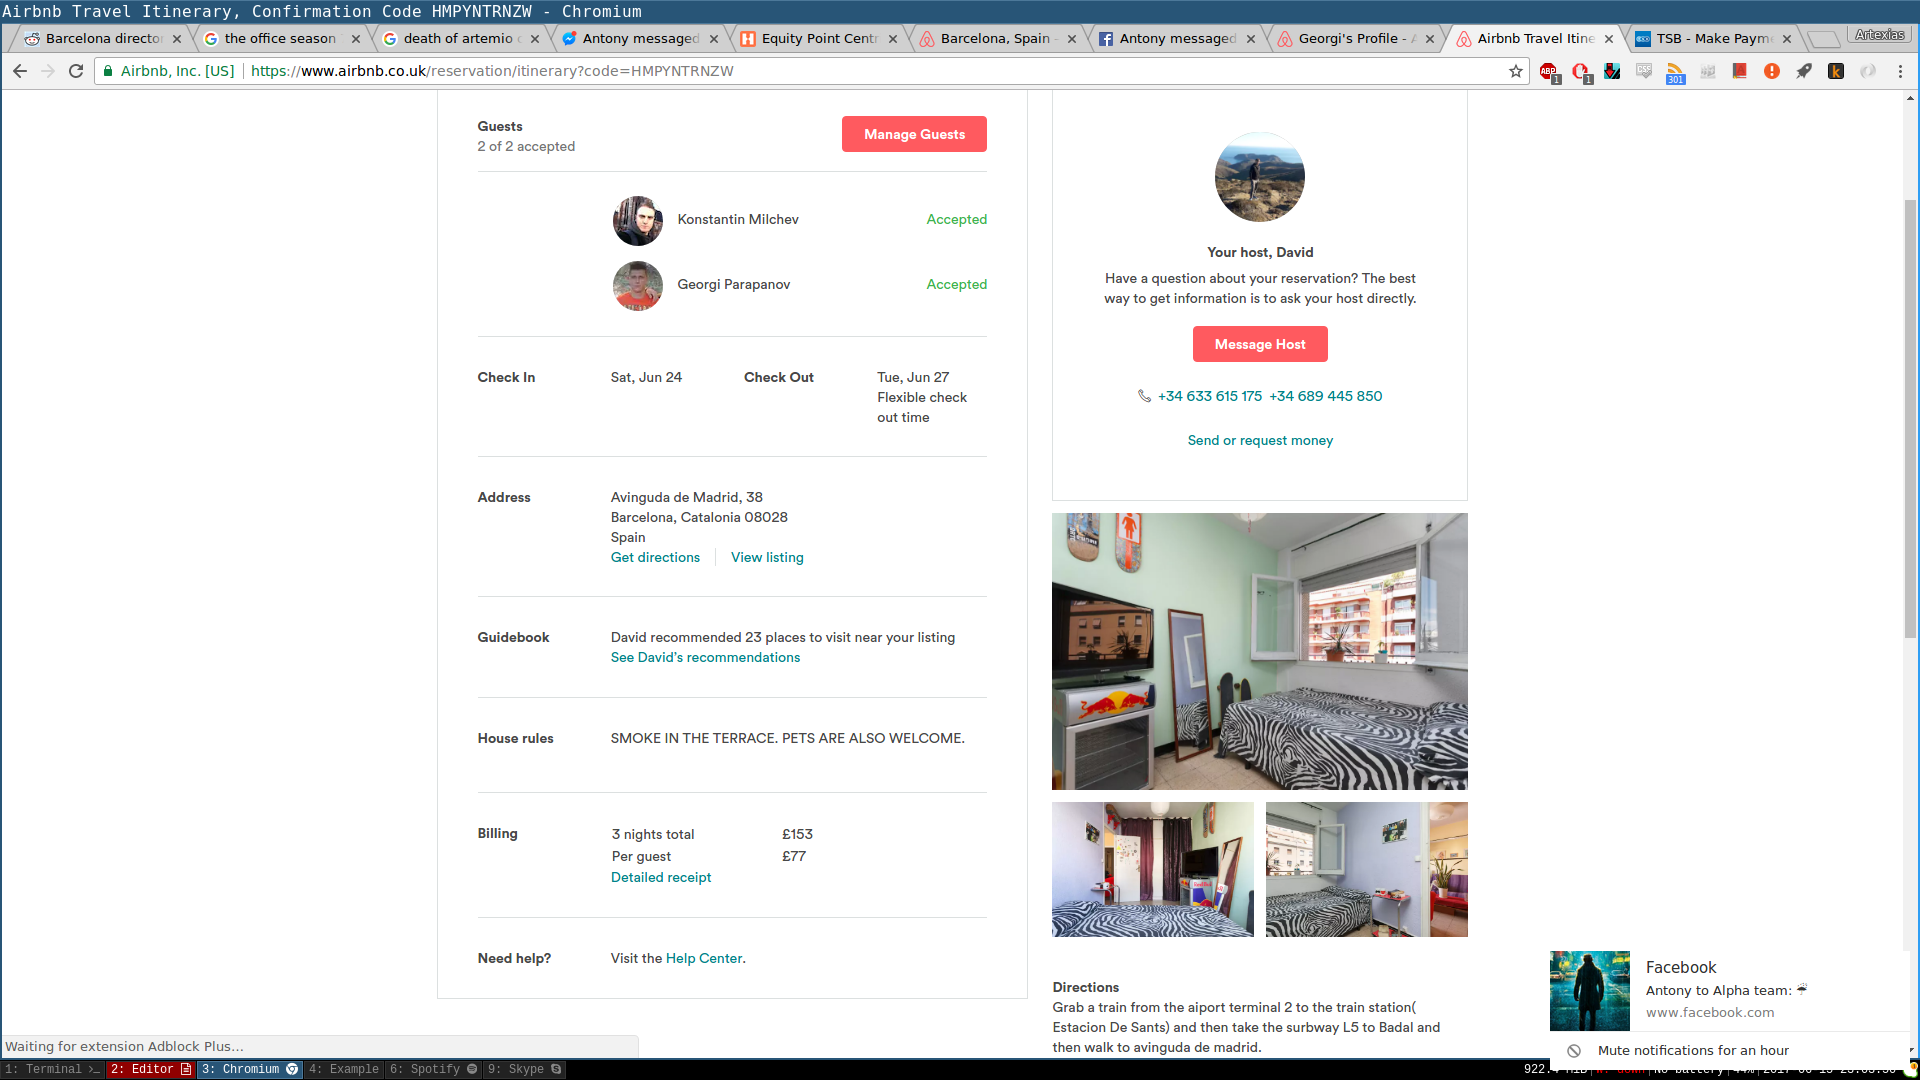 Airbnb Travel Itinerary, Confirmation Code HMPYNTRNZW - Chromium
Barcelona director
the office season
death of artemio
Antony messaged
Equity Point Centr
Barcelona, Spain -
Antony messaged
Georgi's Profile - A
Airbnb Travel Itine
TSB - Make Payme
Artexias
Airbnb, Inc. [US]
https://www.airbnb.co.uk/reservation/itinerary?code=HMPYNTRNZW
ABP
1
1
CSS
301
k
Guests
2 of 2 accepted
Manage Guests
Konstantin Milchev
Accepted
Georgi Parapanov
Accepted
Check In
Sat, Jun 24
Check Out
Tue, Jun 27
Flexible check
out time
Address
Avinguda de Madrid, 38
Barcelona, Catalonia 08028
Spain
Get directions
View listing
Guidebook
David recommended 23 places to visit near your listing
See David's recommendations
House rules
SMOKE IN THE TERRACE. PETS ARE ALSO WELCOME.
Billing
3 nights total £153
Per guest £77
Detailed receipt
Need help?
Visit the Help Center.
Your host, David
Have a question about your reservation? The best
way to get information is to ask your host directly.
Message Host
+34 633 615 175 +34 689 445 850
Send or request money
Directions
Grab a train from the aiport terminal 2 to the train station(
Estacion De Sants) and then take the surbway L5 to Badal and
then walk to avinguda de madrid.
Facebook
Antony to Alpha team: ☔
www.facebook.com
Mute notifications for an hour
Waiting for extension Adblock Plus...
1: Terminal
2: Editor
3: Chromium
4: Example
6: Spotify
9: Skype